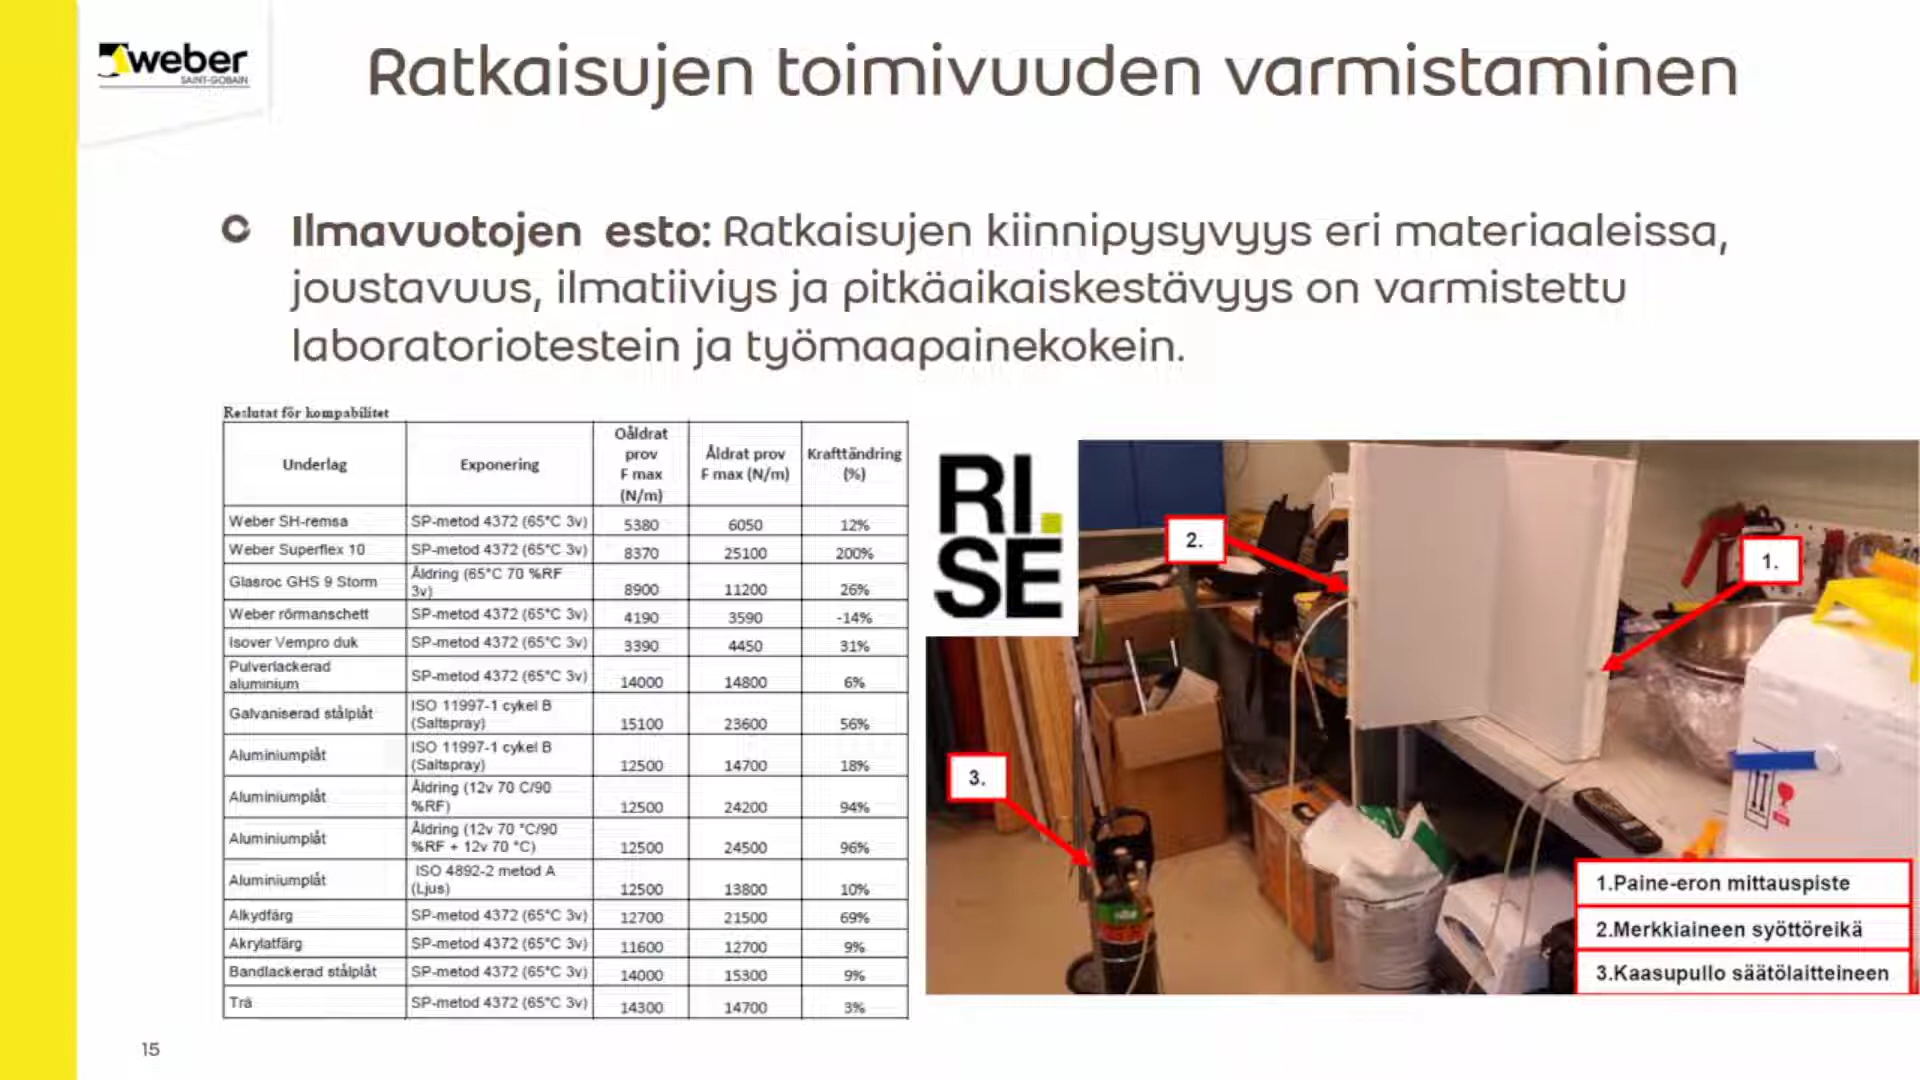 weber
SAINT-GOBAIN
Ratkaisujen toimivuuden varmistaminen
Ilmavuotojen esto: Ratkaisujen kiinnipysyvyys eri materiaaleissa,
joustavuus, ilmatiiviys ja pitkäaikaiskestävyys on varmistettu
laboratoriotestein ja työmaapainekokein.
Reslutat för kompabilitet
Underlag | Exponering | Oåldrat prov F max (N/m) | Åldrat prov F max (N/m) | Krafttändring (%)
Weber SH-remsa | SP-metod 4372 (65°C 3v) | 5380 | 6050 | 12%
Weber Superflex 10 | SP-metod 4372 (65°C 3v) | 8370 | 25100 | 200%
Glasroc GHS 9 Storm | Åldring (65°C 70 %RF 3v) | 8900 | 11200 | 26%
Weber rörmanschett | SP-metod 4372 (65°C 3v) | 4190 | 3590 | -14%
Isover Vempro duk | SP-metod 4372 (65°C 3v) | 3390 | 4450 | 31%
Pulverlackerad aluminium | SP-metod 4372 (65°C 3v) | 14000 | 14800 | 6%
Galvaniserad stålplåt | ISO 11997-1 cykel B (Saltspray) | 15100 | 23600 | 56%
Aluminiumplåt | ISO 11997-1 cykel B (Saltspray) | 12500 | 14700 | 18%
Aluminiumplåt | Åldring (12v 70 C/90 %RF) | 12500 | 24200 | 94%
Aluminiumplåt | Åldring (12v 70 °C/90 %RF + 12v 70 °C) | 12500 | 24500 | 96%
Aluminiumplåt | ISO 4892-2 metod A (Ljus) | 12500 | 13800 | 10%
Alkydfärg | SP-metod 4372 (65°C 3v) | 12700 | 21500 | 69%
Akrylatfärg | SP-metod 4372 (65°C 3v) | 11600 | 12700 | 9%
Bandlackerad stålplåt | SP-metod 4372 (65°C 3v) | 14000 | 15300 | 9%
Trä | SP-metod 4372 (65°C 3v) | 14300 | 14700 | 3%
RI.
SE
2.
1.
3.
1.Paine-eron mittauspiste
2.Merkkiaineen syöttöreikä
3.Kaasupullo säätölaitteineen
15